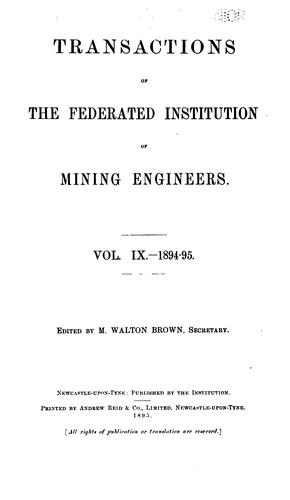 TRANSACTIONS
OF
THE FEDERATED INSTITUTION
OF
MINING ENGINEERS.
VOL. IX.—1894-95.
EDITED BY M. WALTON BROWN, SECRETARY.
NEWCASTLE-UPON-TYNE: PUBLISHED BY THE INSTITUTION.
PRINTED BY ANDREW REID & CO., LIMITED, NEWCASTLE-UPON-TYNE.
1895.
[All rights of publication or translation are reserved.]